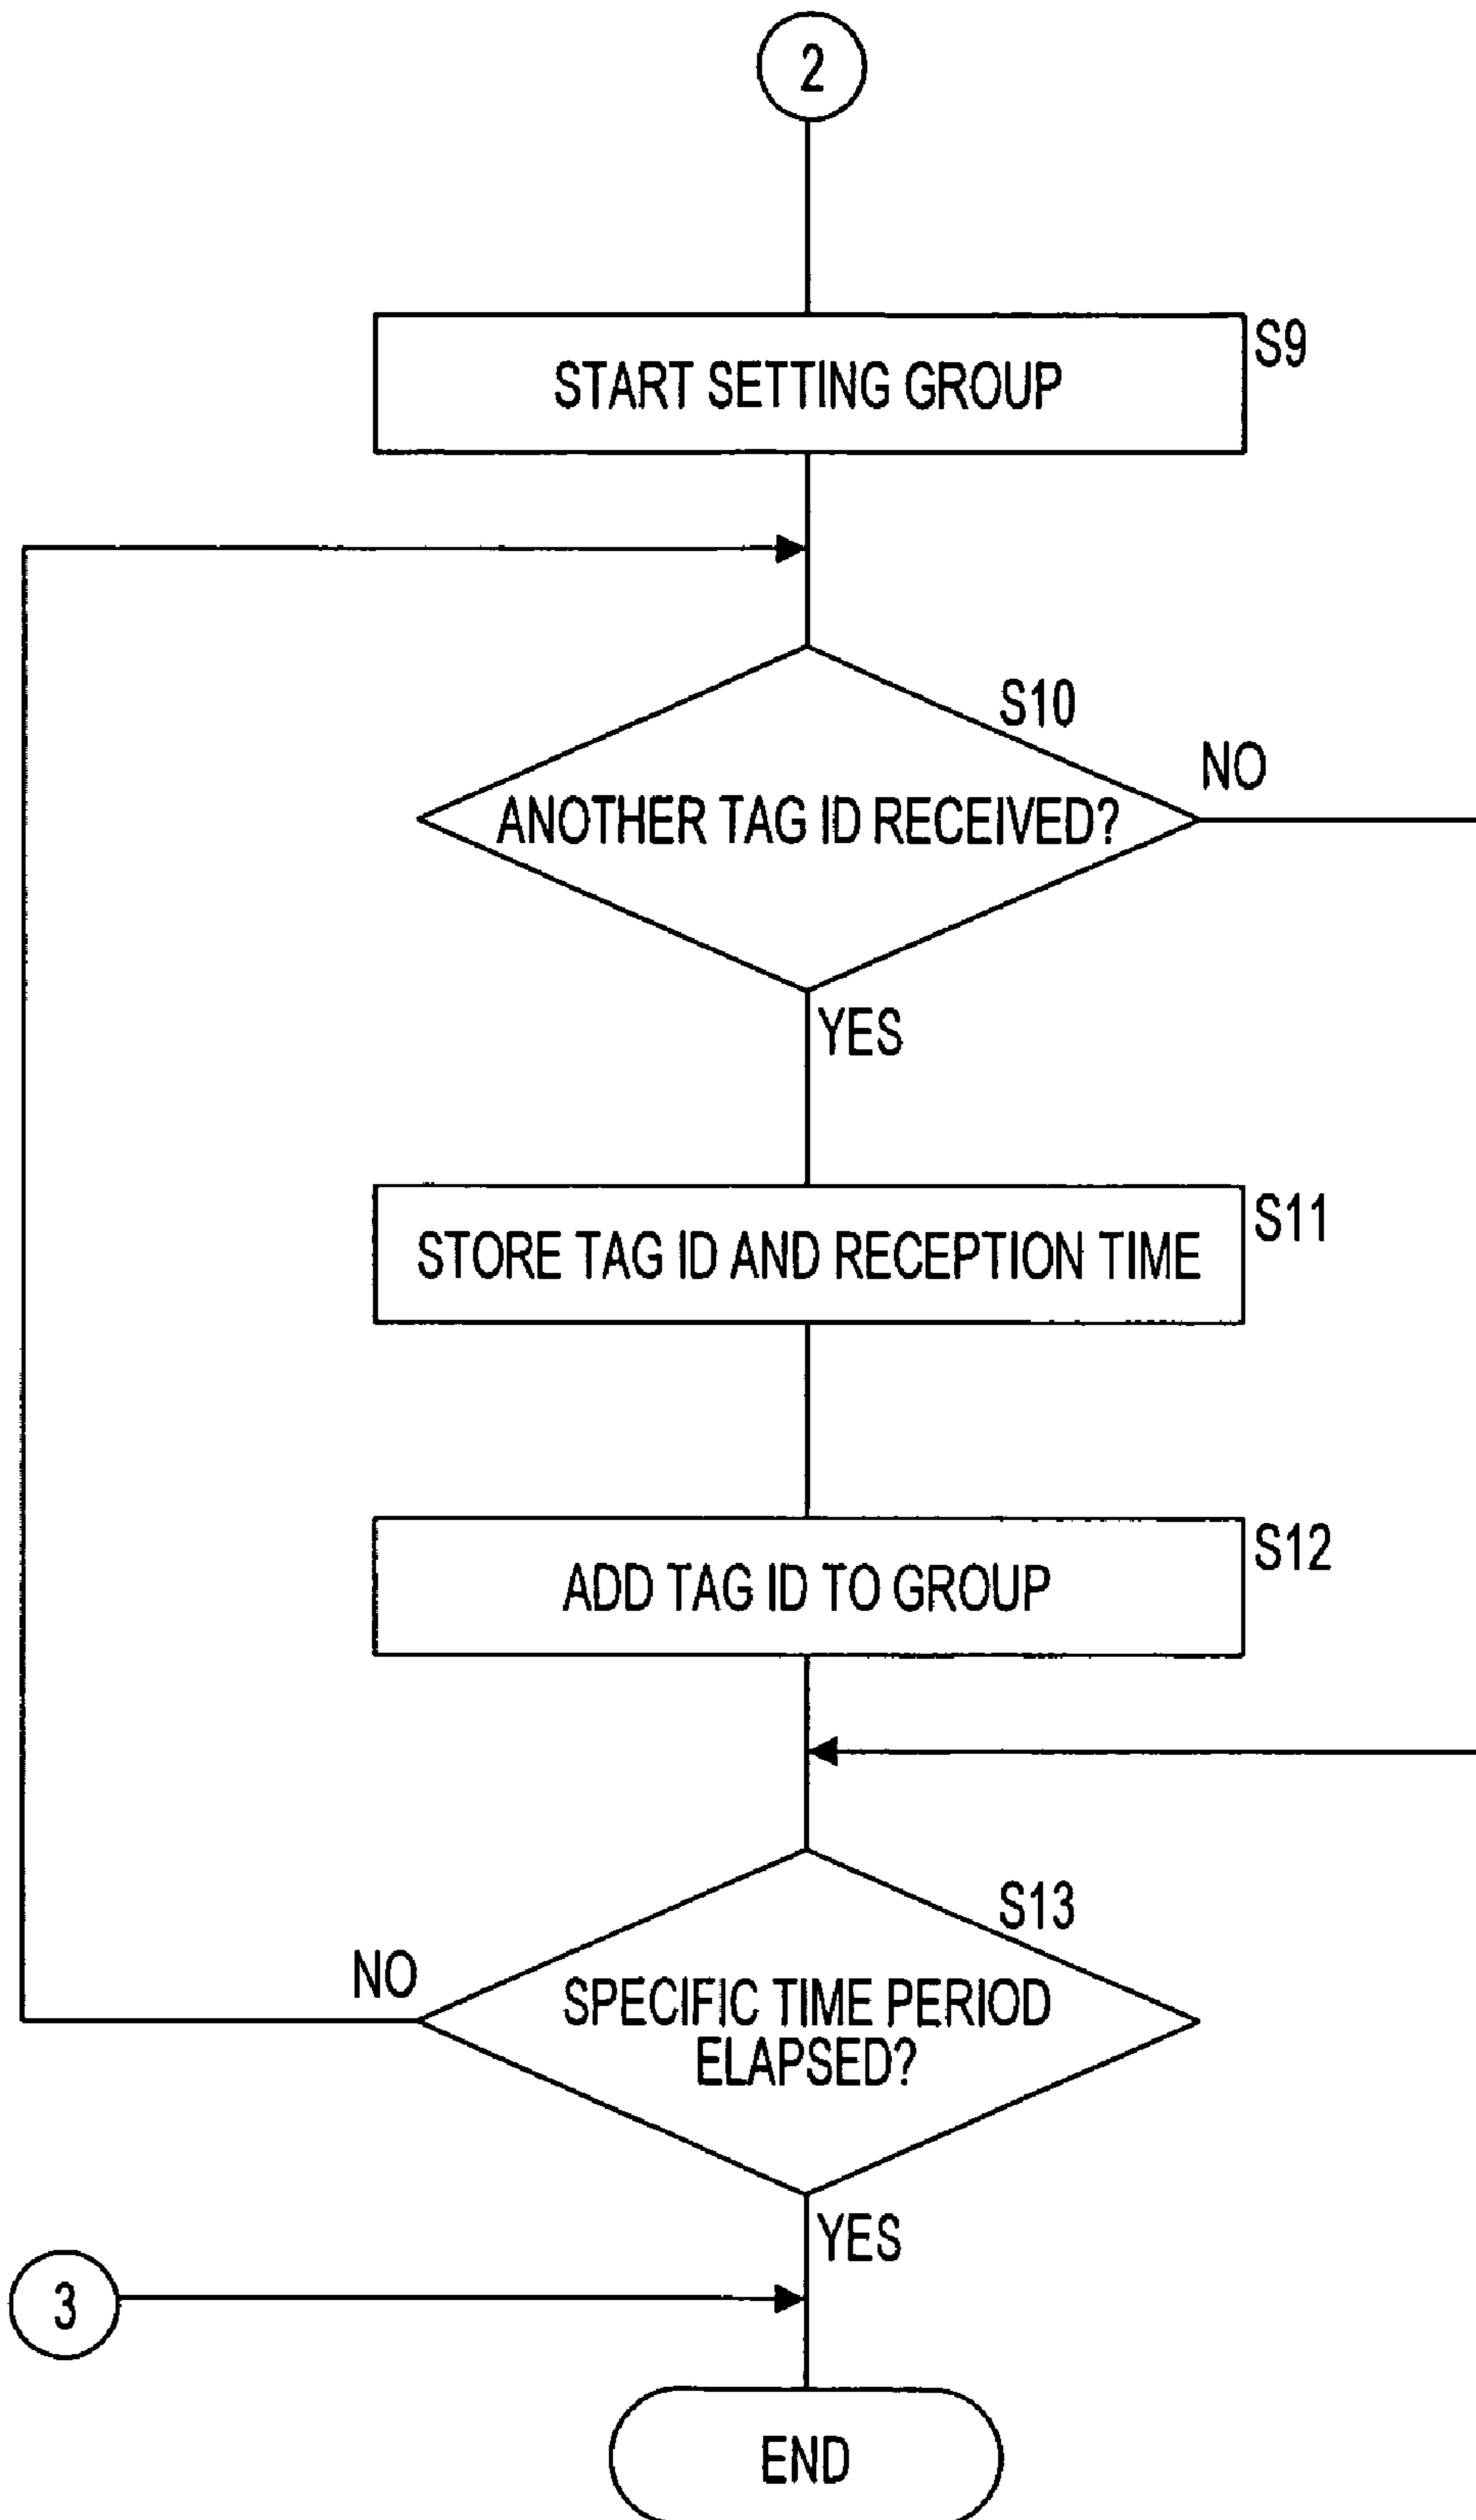 2
START SETTING GROUP
S9
S10
NO
ANOTHER TAG ID RECEIVED?
YES
STORE TAG ID AND RECEPTION TIME
S11
ADD TAG ID TO GROUP
S12
S13
NO
SPECIFIC TIME PERIOD
ELAPSED?
YES
3
END